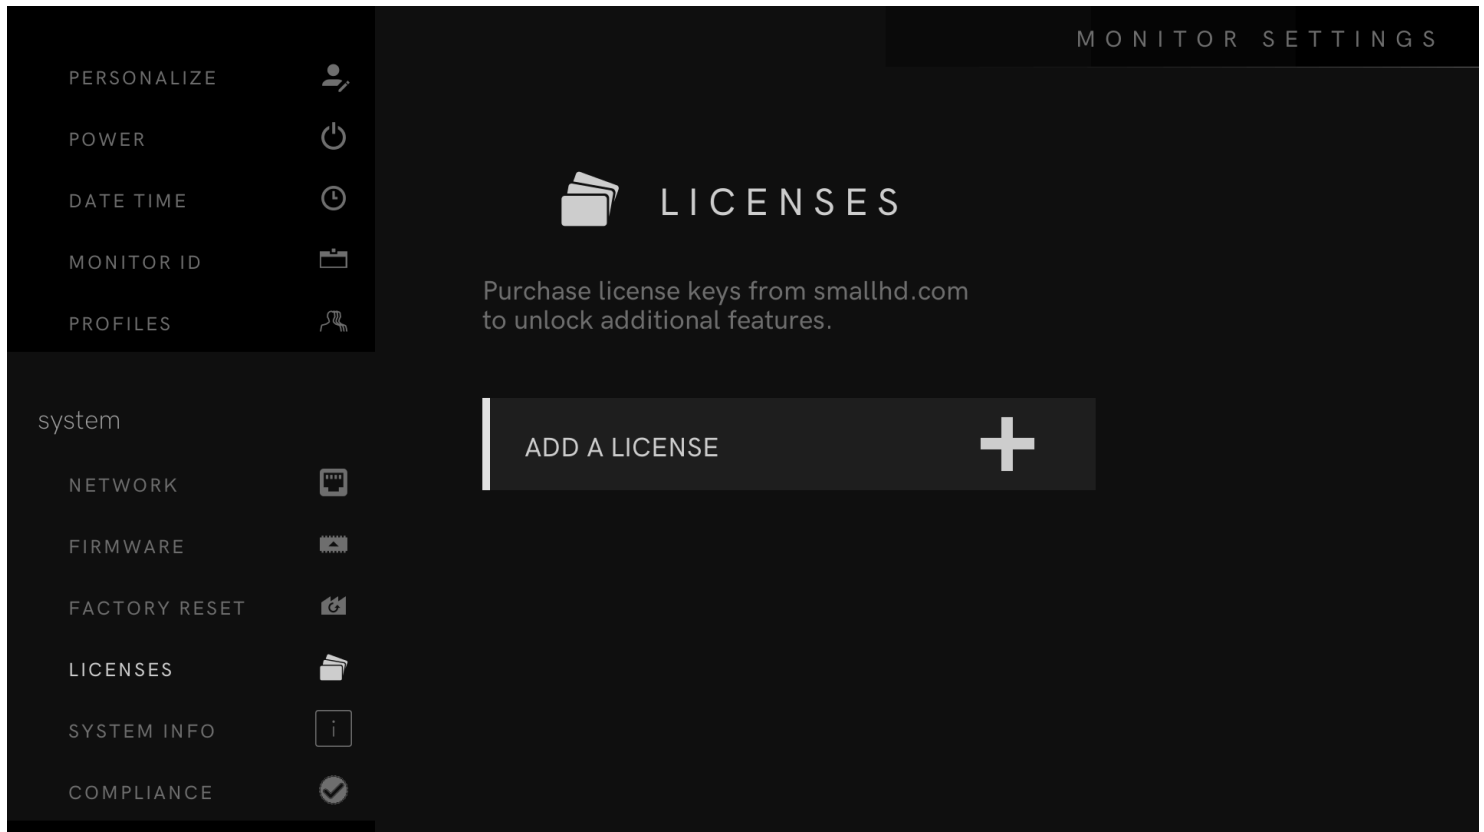 MONITOR SETTINGS
PERSONALIZE
POWER
DATE TIME
MONITOR ID
PROFILES
system
NETWORK
FIRMWARE
FACTORY RESET
LICENSES
SYSTEM INFO
i
COMPLIANCE
LICENSES
Purchase license keys from smallhd.com
to unlock additional features.
ADD A LICENSE